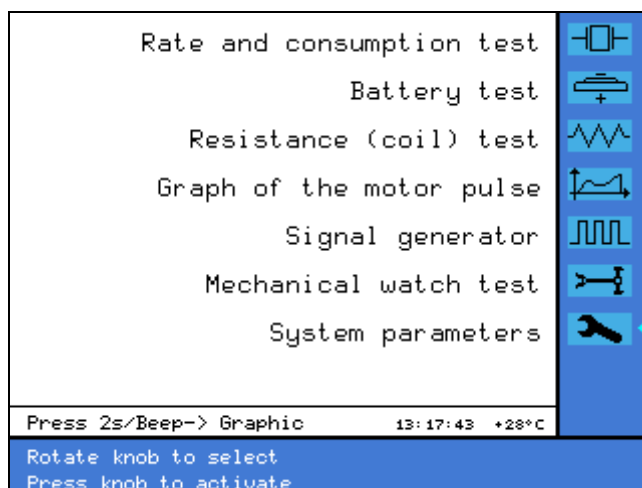 Rate and consumption test
Battery test
Resistance (coil) test
Graph of the motor pulse
Signal generator
Mechanical watch test
System parameters
Press 2s/Beep-> Graphic 13:17:43 +28°C
Rotate knob to select
Press knob to activate